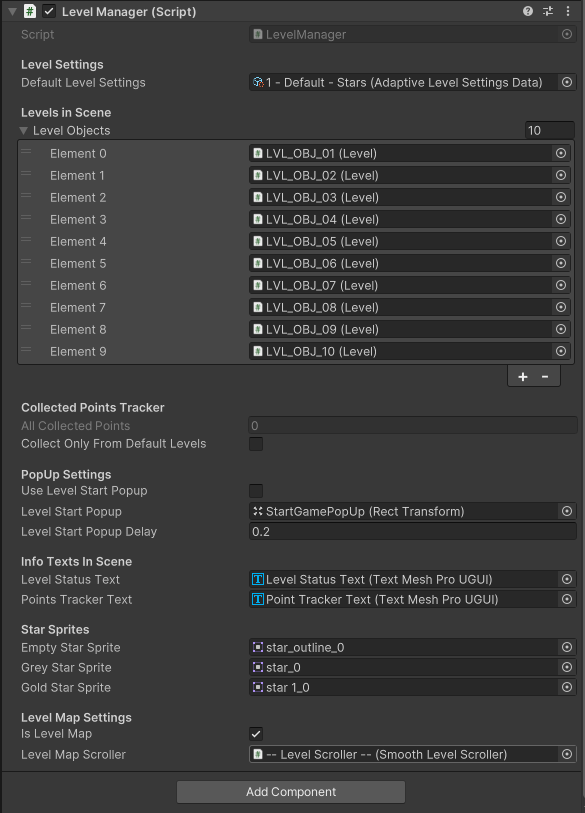 Level Manager (Script)
Script LevelManager
Level Settings
Default Level Settings 1 - Default - Stars (Adaptive Level Settings Data)
Levels in Scene
Level Objects 10
Element 0 LVL_OBJ_01 (Level)
Element 1 LVL_OBJ_02 (Level)
Element 2 LVL_OBJ_03 (Level)
Element 3 LVL_OBJ_04 (Level)
Element 4 LVL_OBJ_05 (Level)
Element 5 LVL_OBJ_06 (Level)
Element 6 LVL_OBJ_07 (Level)
Element 7 LVL_OBJ_08 (Level)
Element 8 LVL_OBJ_09 (Level)
Element 9 LVL_OBJ_10 (Level)
+ -
Collected Points Tracker
All Collected Points 0
Collect Only From Default Levels
PopUp Settings
Use Level Start Popup
Level Start Popup StartGamePopUp (Rect Transform)
Level Start Popup Delay 0.2
Info Texts In Scene
Level Status Text Level Status Text (Text Mesh Pro UGUI)
Points Tracker Text Point Tracker Text (Text Mesh Pro UGUI)
Star Sprites
Empty Star Sprite star_outline_0
Grey Star Sprite star_0
Gold Star Sprite star 1_0
Level Map Settings
Is Level Map
Level Map Scroller -- Level Scroller -- (Smooth Level Scroller)
Add Component